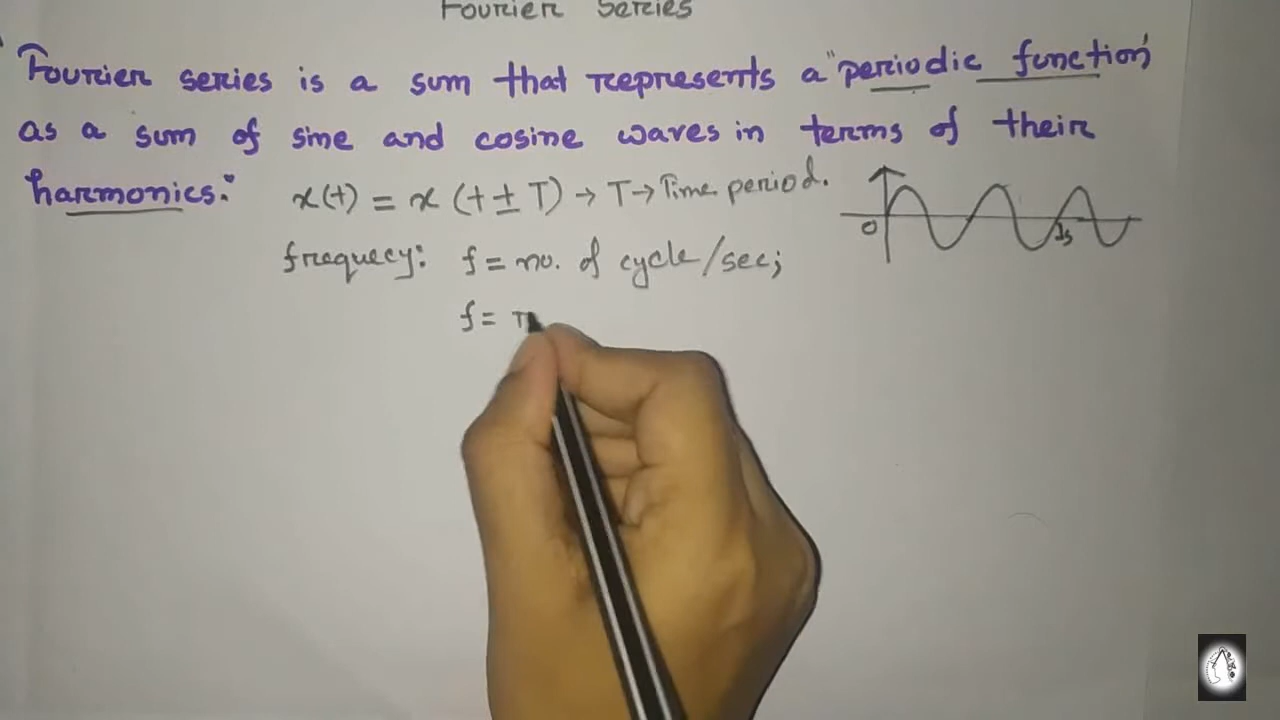 Fourier Series
Fourier series is a sum that represents a "periodic function
as a sum of sine and cosine waves in terms of their
harmonics."
x(t) = x (t ± T) → T → Time period.
0
1s
frequecy: f = no. of cycle/sec;
f =